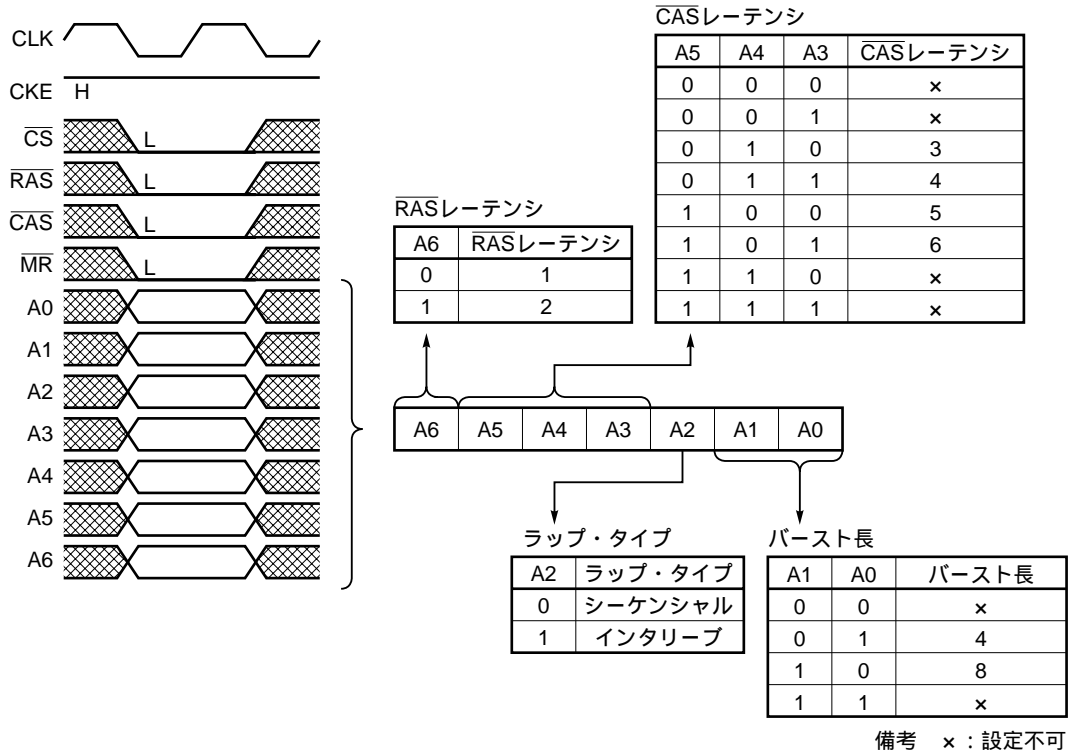 CLK
CKE H
CS L
RAS L
CAS L
MR L
A0
A1
A2
A3
A4
A5
A6
RASレーテンシ
A6 RASレーテンシ
0 1
1 2
CASレーテンシ
A5 A4 A3 CASレーテンシ
0 0 0 ×
0 0 1 ×
0 1 0 3
0 1 1 4
1 0 0 5
1 0 1 6
1 1 0 ×
1 1 1 ×
A6 A5 A4 A3 A2 A1 A0
ラップ・タイプ
A2 ラップ・タイプ
0 シーケンシャル
1 インタリーブ
バースト長
A1 A0 バースト長
0 0 ×
0 1 4
1 0 8
1 1 ×
備考 ×：設定不可